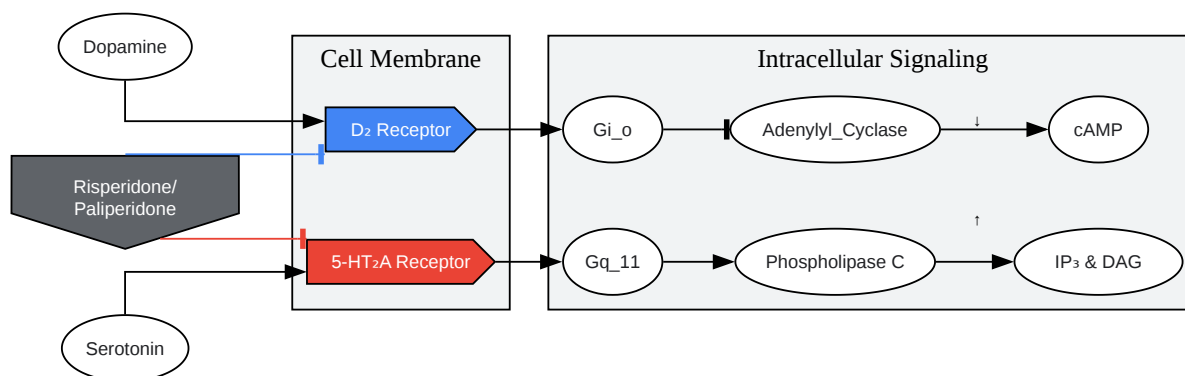 Dopamine
Cell Membrane
Intracellular Signaling
D₂ Receptor
Gi_o
Adenylyl_Cyclase
↓
cAMP
Risperidone/
Paliperidone
5-HT₂A Receptor
Gq_11
Phospholipase C
↑
IP₃ & DAG
Serotonin